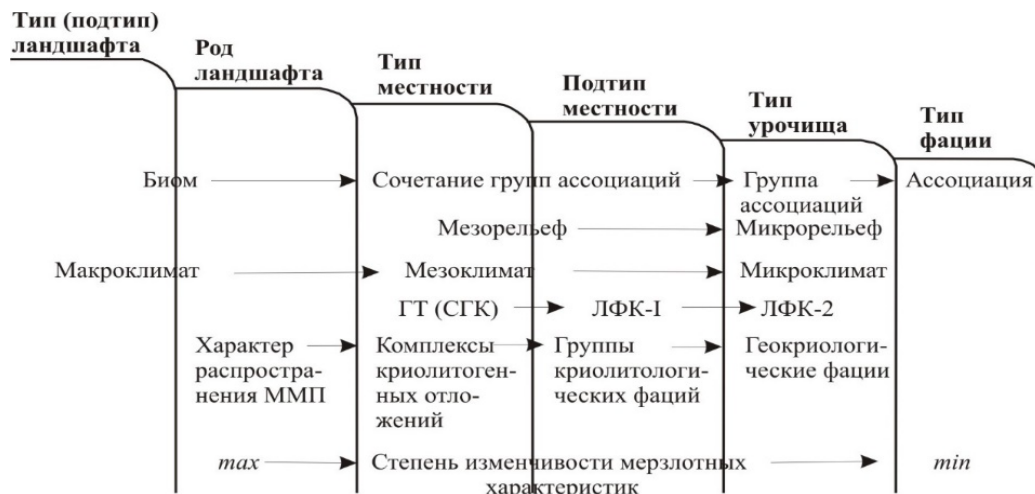 Тип (подтип)
ландшафта
Род
ландшафта
Тип
местности
Подтип
местности
Тип
урочища
Тип
фации
Биом
Сочетание групп ассоциаций
Группа
ассоциаций
Ассоциация
Мезорельеф
Микрорельеф
Макроклимат
Мезоклимат
Микроклимат
ГТ (СГК)
ЛФК-I
ЛФК-2
Характер
распростра-
нения ММП
Комплексы
криолитоген-
ных отло-
жений
Группы
криолитологи-
ческих фаций
Геокриологи-
ческие фации
max
Степень изменчивости мерзлотных
характеристик
min